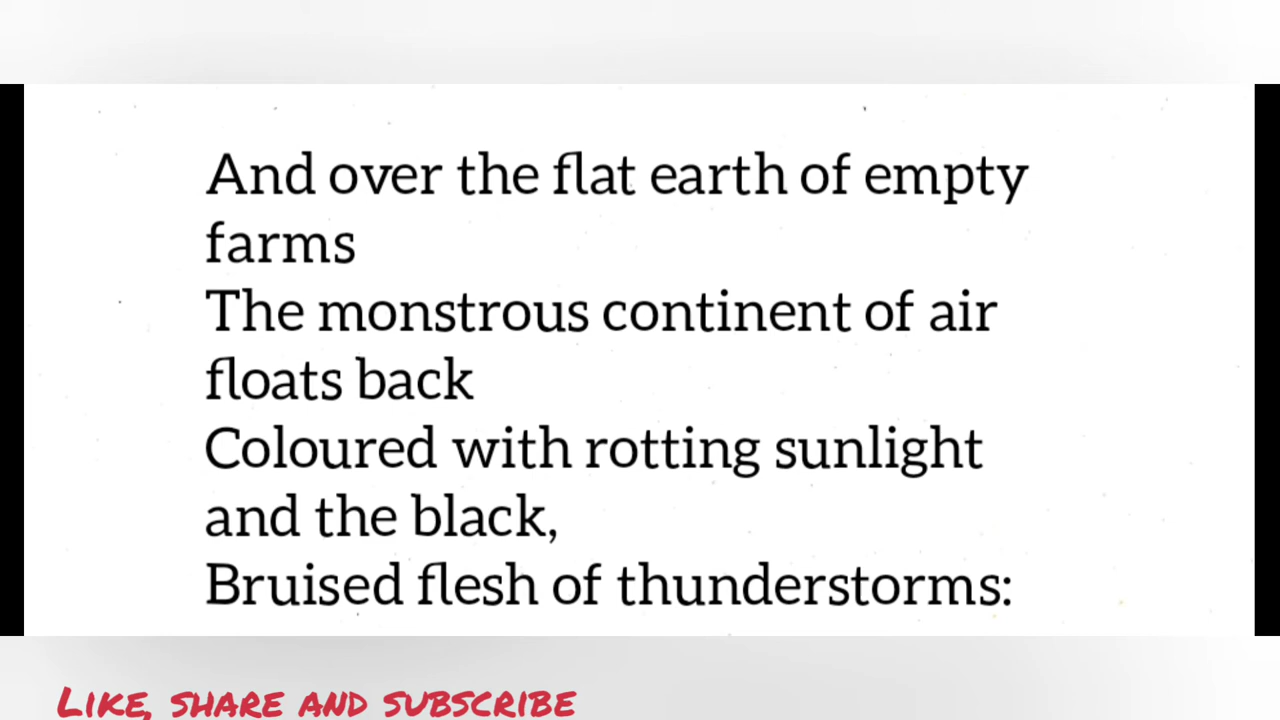 And over the flat earth of empty
farms
The monstrous continent of air
floats back
Coloured with rotting sunlight
and the black,
Bruised flesh of thunderstorms:
LIKE, SHARE AND SUBSCRIBE